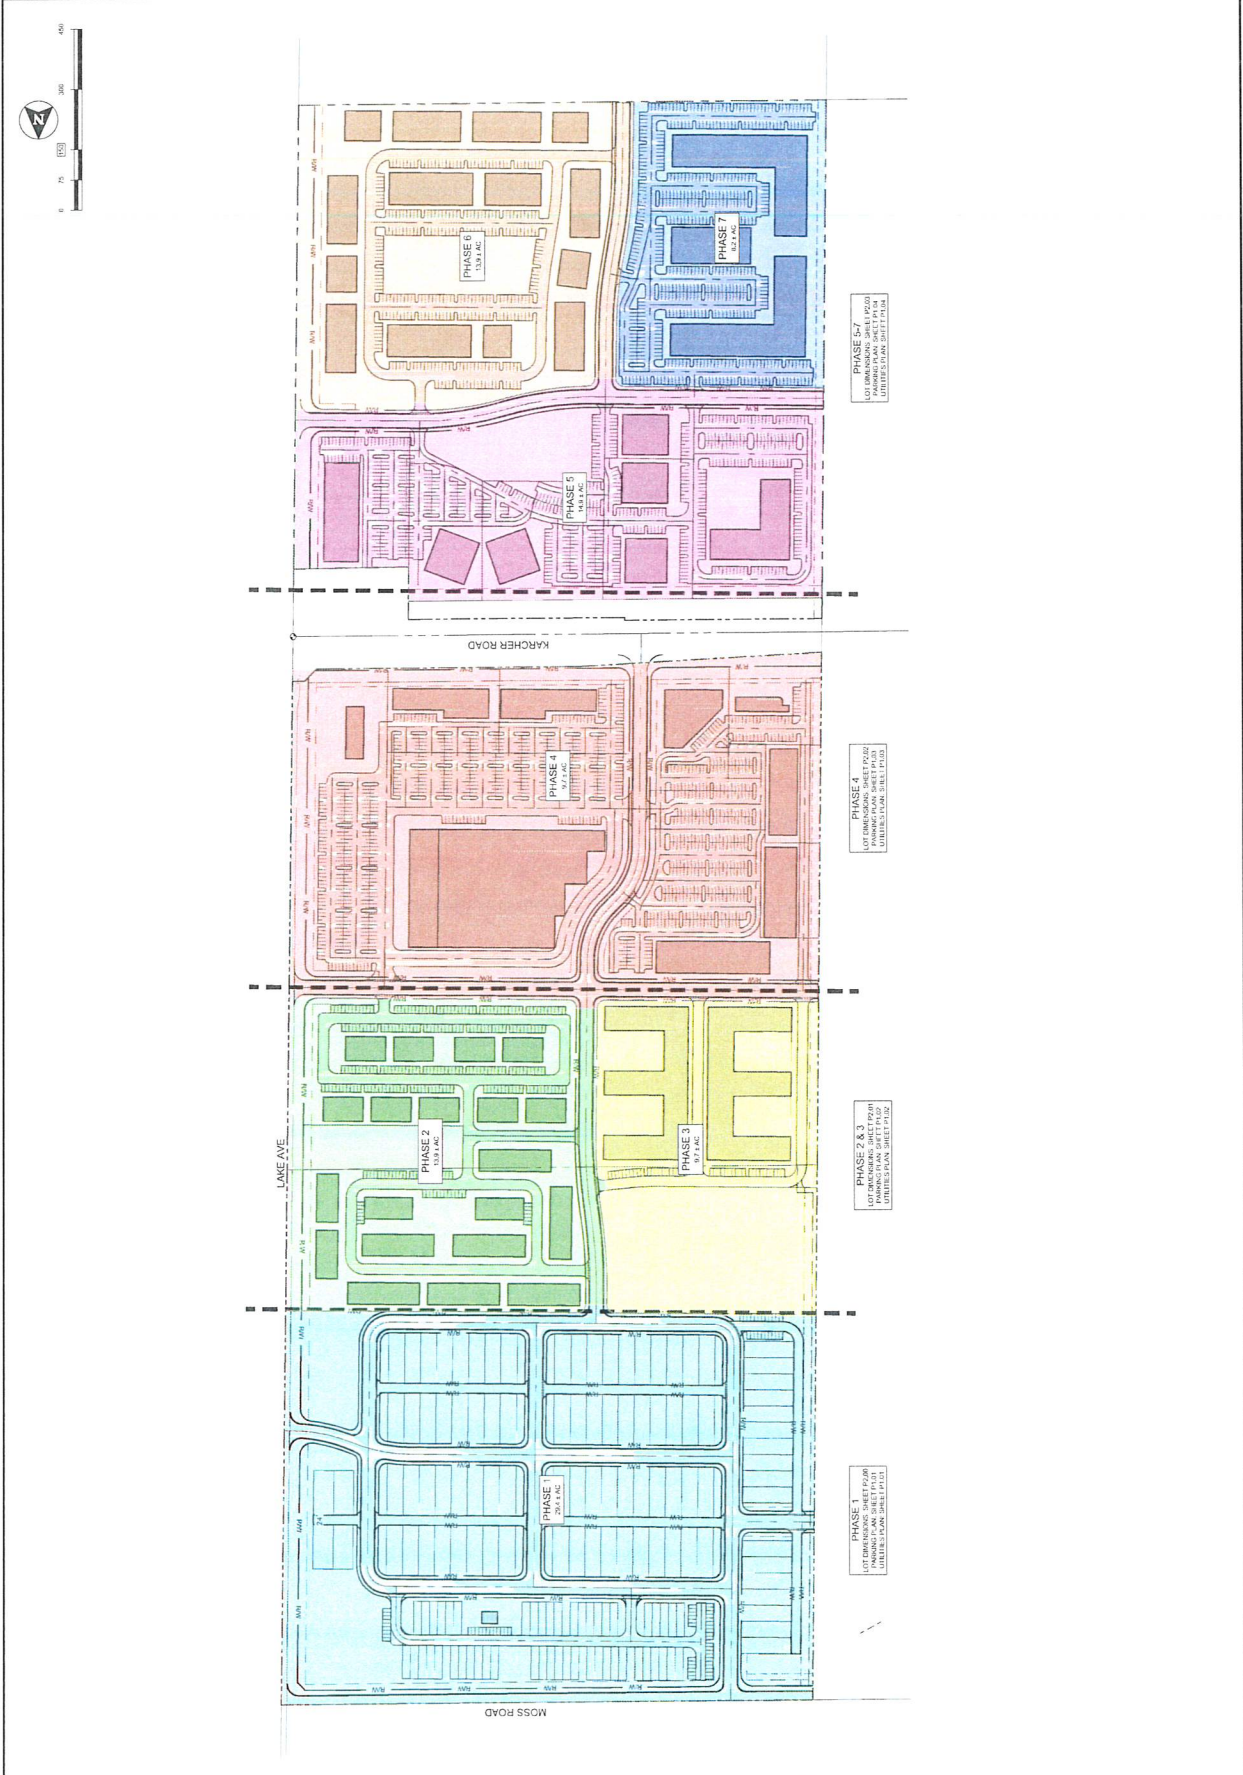 N
0
75
150
300
450
PHASE 6
13.9 ± AC
PHASE 7
8.2 ± AC
PHASE 5
14.9 ± AC
PHASE 5-7
LOT DIMENSIONS: SHEET P2.03
PARKING PLAN: SHEET P1.04
UTILITIES PLAN: SHEET P1.04
KARCHER ROAD
PHASE 4
PHASE 4
LOT DIMENSIONS: SHEET P2.02
PARKING PLAN: SHEET P1.03
UTILITIES PLAN: SHEET P1.03
LAKE AVE
PHASE 2
13.9 ± AC
PHASE 3
9.7 ± AC
PHASE 2 & 3
LOT DIMENSIONS: SHEET P2.01
PARKING PLAN: SHEET P1.02
UTILITIES PLAN: SHEET P1.02
PHASE 1
29.4 ± AC
24'
PHASE 1
LOT DIMENSIONS: SHEET P2.00
PARKING PLAN: SHEET P1.01
UTILITIES PLAN: SHEET P1.01
MOSS ROAD
R/W
R/W
R/W
R/W
R/W
R/W